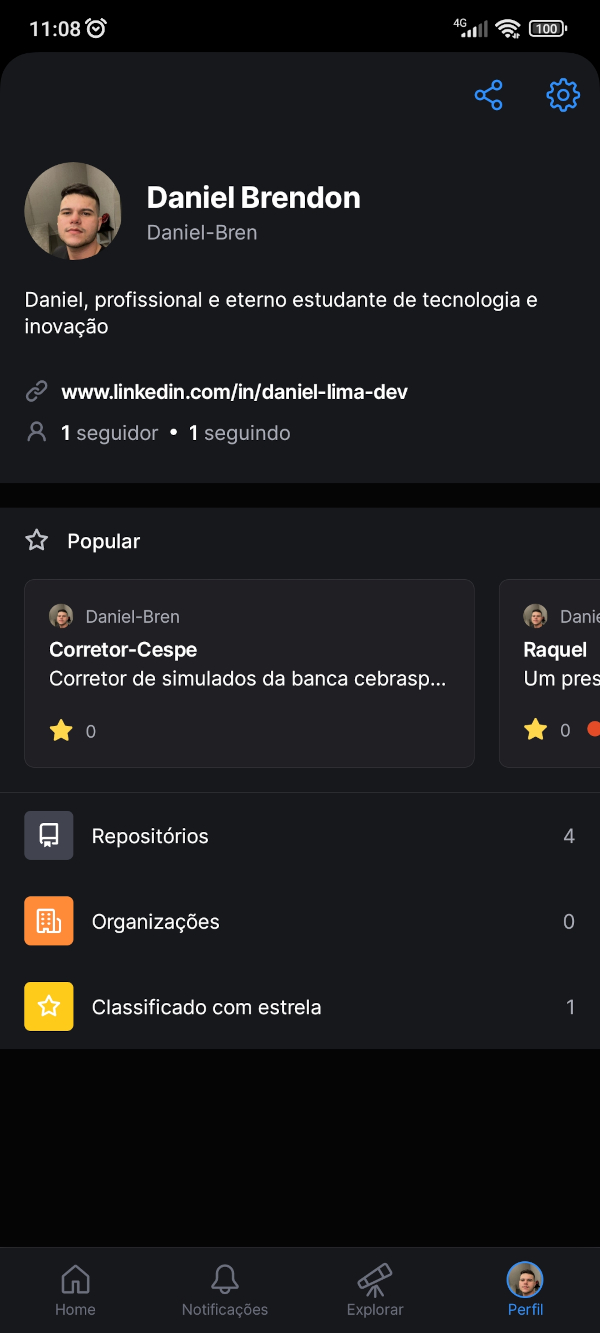 11:08
4G
100
Daniel Brendon
Daniel-Bren
Daniel, profissional e eterno estudante de tecnologia e
inovação
www.linkedin.com/in/daniel-lima-dev
1 seguidor • 1 seguindo
Popular
Daniel-Bren
Corretor-Cespe
Corretor de simulados da banca cebrasp...
0
Danie
Raquel
Um pres
0
Repositórios 4
Organizações 0
Classificado com estrela 1
Home
Notificações
Explorar
Perfil